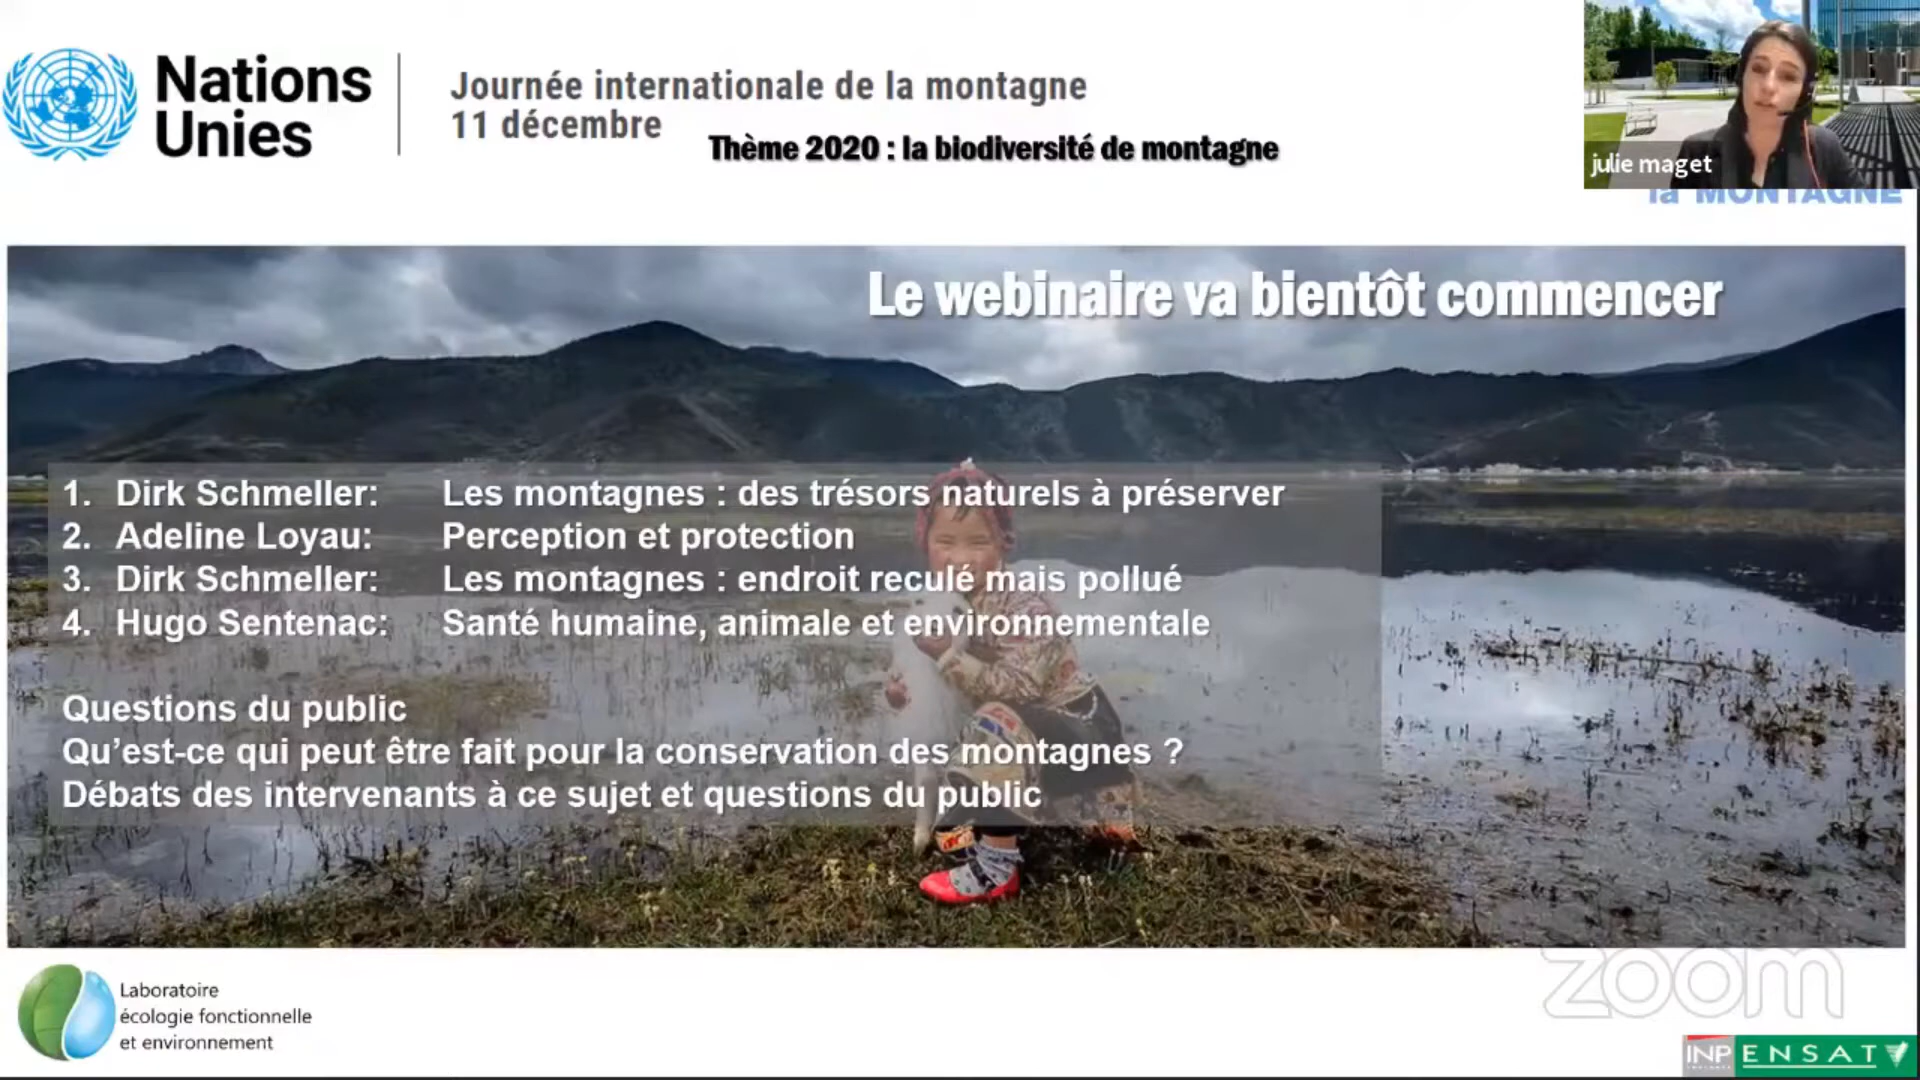 Nations
Unies
Journée internationale de la montagne
11 décembre
Thème 2020 : la biodiversité de montagne
julie maget
la MONTAGNE
Le webinaire va bientôt commencer
1. Dirk Schmeller: Les montagnes : des trésors naturels à préserver
2. Adeline Loyau: Perception et protection
3. Dirk Schmeller: Les montagnes : endroit reculé mais pollué
4. Hugo Sentenac: Santé humaine, animale et environnementale
Questions du public
Qu’est-ce qui peut être fait pour la conservation des montagnes ?
Débats des intervenants à ce sujet et questions du public
Laboratoire
écologie fonctionnelle
et environnement
zoom
INP ENSAT